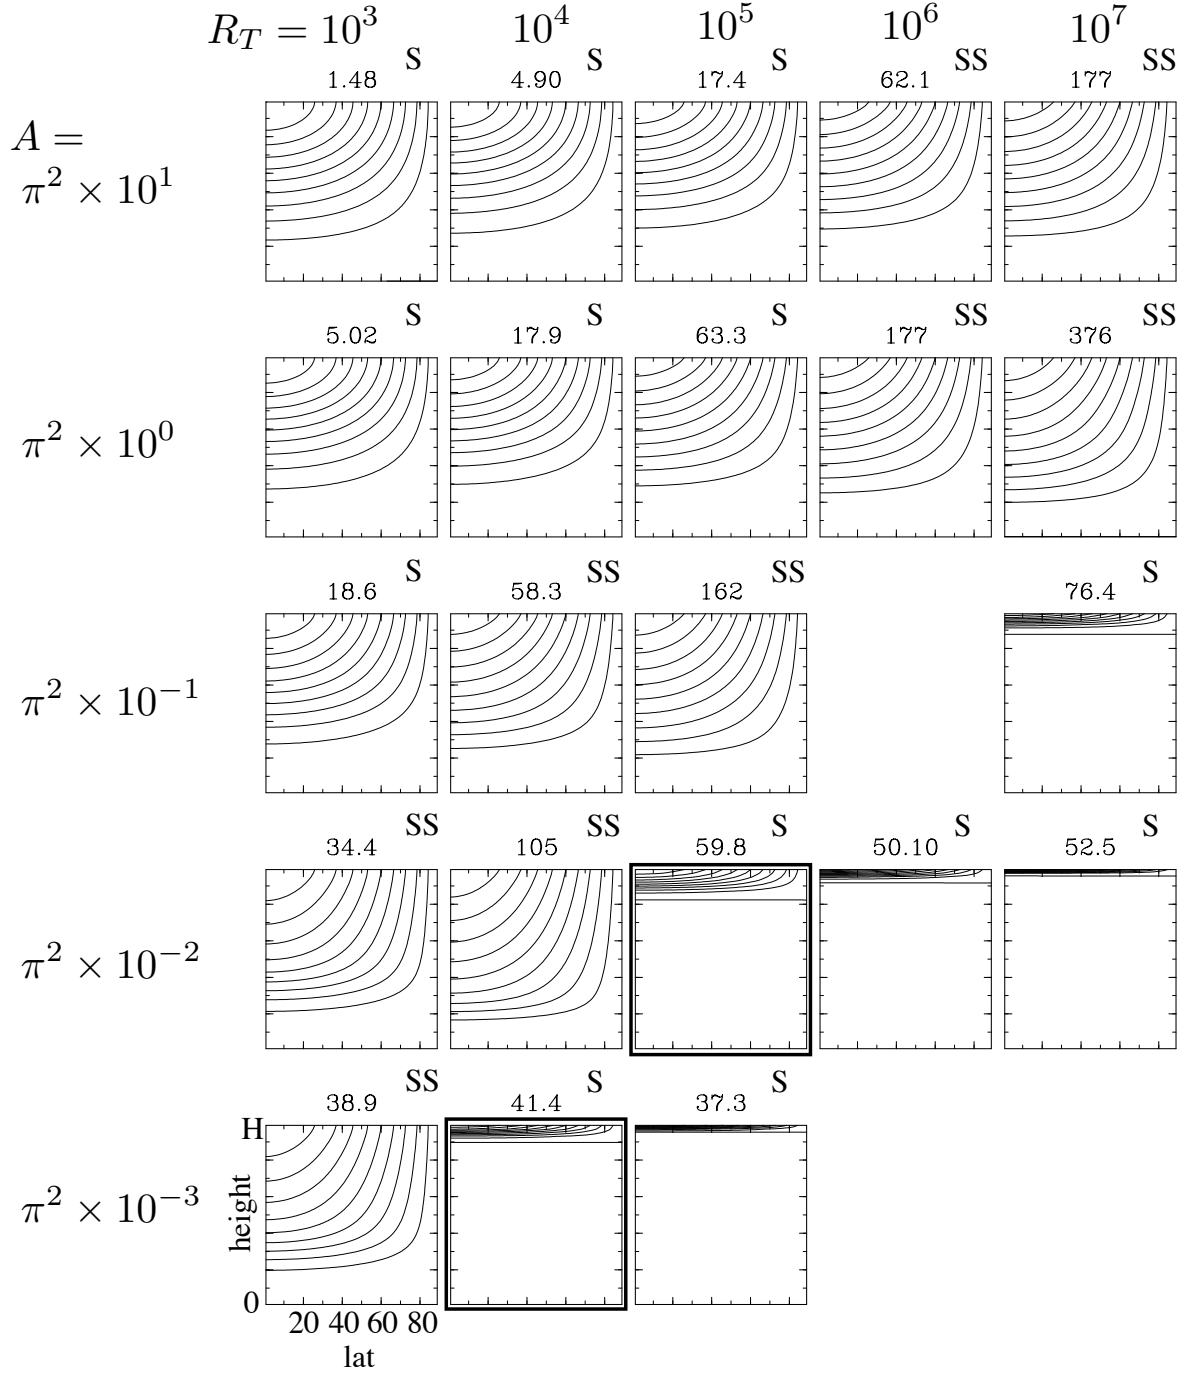 R_T = 10^3 10^4 10^5 10^6 10^7
S S S SS SS
1.48 4.90 17.4 62.1 177
A =
π^2 × 10^1
S S S SS SS
5.02 17.9 63.3 177 376
π^2 × 10^0
S SS SS S
18.6 58.3 162 76.4
π^2 × 10^-1
SS SS S S S
34.4 105 59.8 50.10 52.5
π^2 × 10^-2
SS S S
38.9 41.4 37.3
H
π^2 × 10^-3
height
0
20 40 60 80
lat